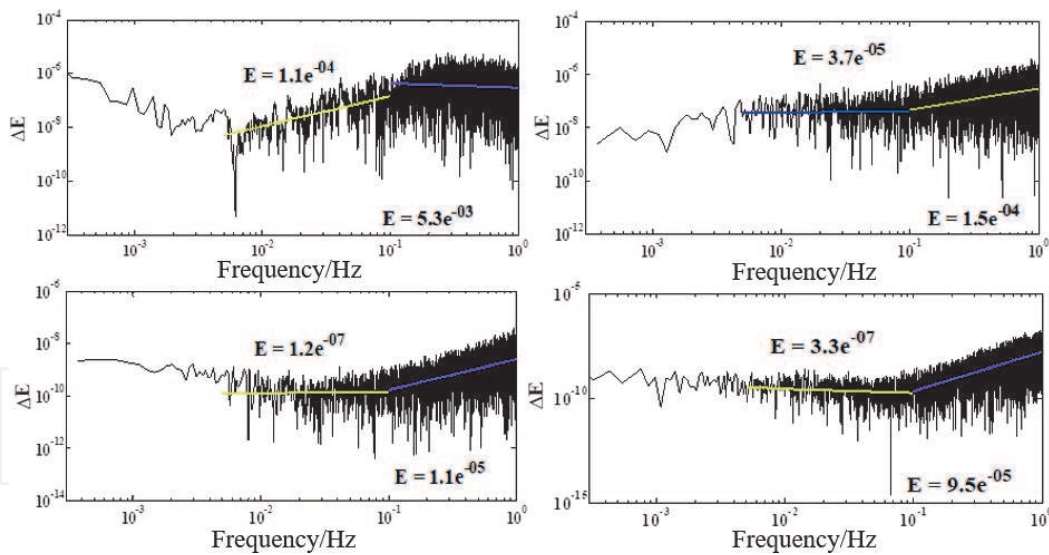 10⁻⁴
10⁻⁶
10⁻⁸
10⁻¹⁰
10⁻¹²
ΔE
E = 1.1e⁻⁰⁴
E = 5.3e⁻⁰³
10⁻³ 10⁻² 10⁻¹ 10⁰
Frequency/Hz
10⁻²
10⁻⁴
10⁻⁶
10⁻⁸
10⁻¹⁰
10⁻¹²
ΔE
E = 3.7e⁻⁰⁵
E = 1.5e⁻⁰⁴
10⁻³ 10⁻² 10⁻¹ 10⁰
Frequency/Hz
10⁻⁶
10⁻⁸
10⁻¹⁰
10⁻¹²
10⁻¹⁴
ΔE
E = 1.2e⁻⁰⁷
E = 1.1e⁻⁰⁵
10⁻³ 10⁻² 10⁻¹ 10⁰
Frequency/Hz
10⁻⁵
10⁻¹⁰
10⁻¹⁵
ΔE
E = 3.3e⁻⁰⁷
E = 9.5e⁻⁰⁵
10⁻³ 10⁻² 10⁻¹ 10⁰
Frequency/Hz